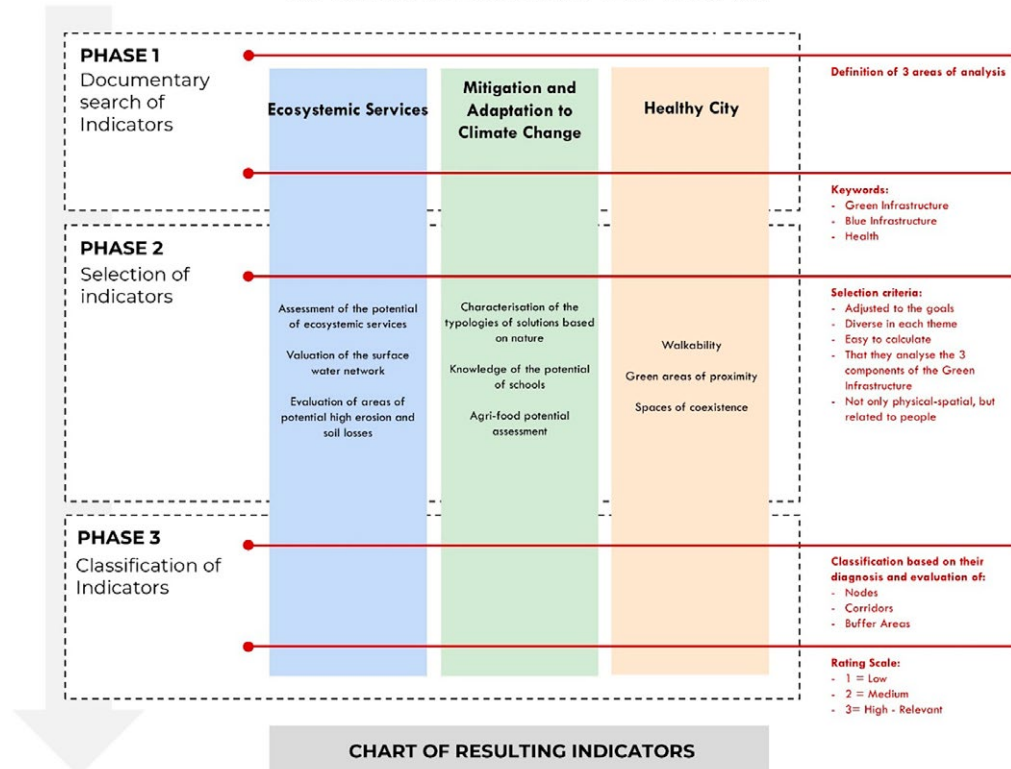 PHASE 1
Documentary
search of
Indicators
Ecosystemic Services
Mitigation and
Adaptation to
Climate Change
Healthy City
Definition of 3 areas of analysis
Keywords:
- Green Infrastructure
- Blue Infrastructure
- Health
PHASE 2
Selection of
indicators
Assessment of the potential
of ecosystemic services
Valuation of the surface
water network
Evaluation of areas of
potential high erosion and
soil losses
Characterisation of the
typologies of solutions based
on nature
Knowledge of the potential
of schools
Agri-food potential
assessment
Walkability
Green areas of proximity
Spaces of coexistence
Selection criteria:
- Adjusted to the goals
- Diverse in each theme
- Easy to calculate
- That they analyse the 3
components of the Green
Infrastructure
- Not only physical-spatial, but
related to people
PHASE 3
Classification of
Indicators
Classification based on their
diagnosis and evaluation of:
- Nodes
- Corridors
- Buffer Areas
Rating Scale:
- 1 = Low
- 2 = Medium
- 3= High - Relevant
CHART OF RESULTING INDICATORS